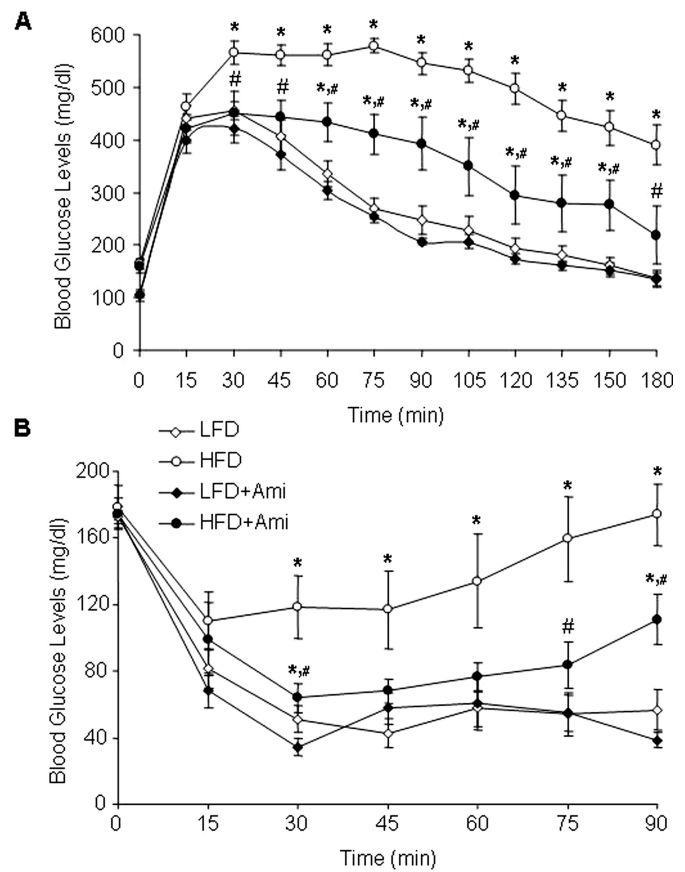 A
Blood Glucose Levels (mg/dl)
600
500
400
300
200
100
0
* * * * * * * * * * *
# # *,# *,# *,# *,# *,# *,# *,# #
0 15 30 45 60 75 90 105 120 135 150 180
Time (min)
B
LFD
HFD
LFD+Ami
HFD+Ami
Blood Glucose Levels (mg/dl)
200
160
120
80
40
0
* * * * *
*,# # *,#
0 15 30 45 60 75 90
Time (min)